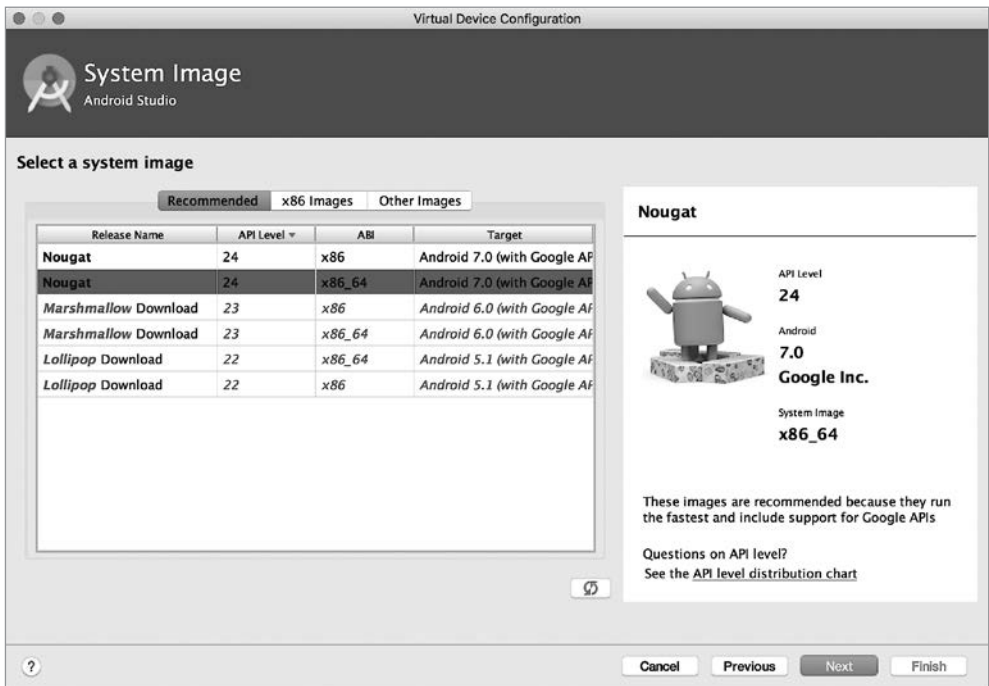 Virtual Device Configuration
System Image
Android Studio
Select a system image
Recommended x86 Images Other Images
Release Name API Level ABI Target
Nougat 24 x86 Android 7.0 (with Google AP
Nougat 24 x86_64 Android 7.0 (with Google AP
Marshmallow Download 23 x86 Android 6.0 (with Google AP
Marshmallow Download 23 x86_64 Android 6.0 (with Google AP
Lollipop Download 22 x86_64 Android 5.1 (with Google AP
Lollipop Download 22 x86 Android 5.1 (with Google AP
Nougat
API Level
24
Android
7.0
Google Inc.
System Image
x86_64
These images are recommended because they run
the fastest and include support for Google APIs
Questions on API level?
See the API level distribution chart
? Cancel Previous Next Finish